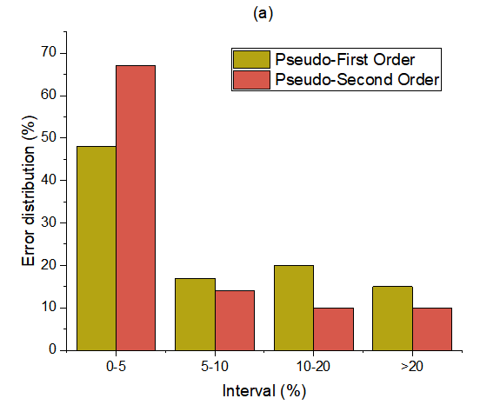 (a)
Pseudo-First Order
Pseudo-Second Order
Error distribution (%)
70
60
50
40
30
20
10
0
0-5
5-10
10-20
>20
Interval (%)